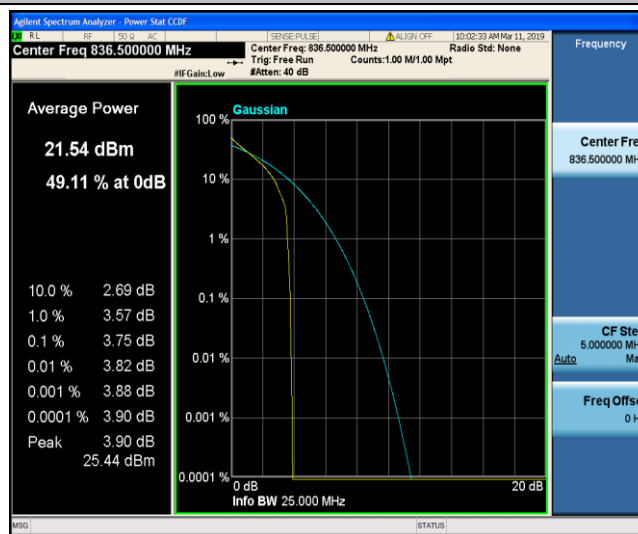 Agilent Spectrum Analyzer - Power Stat CCDF
RL RF 50 Ω AC SENSE:PULSE ALIGN OFF 10:02:33 AM Mar 11, 2019
Center Freq 836.500000 MHz
Center Freq: 836.500000 MHz Radio Std: None
Trig: Free Run Counts:1.00 M/1.00 Mpt
#IFGain:Low #Atten: 40 dB
Frequency
Average Power
21.54 dBm
49.11 % at 0dB
10.0 % 2.69 dB
1.0 % 3.57 dB
0.1 % 3.75 dB
0.01 % 3.82 dB
0.001 % 3.88 dB
0.0001 % 3.90 dB
Peak 3.90 dB
25.44 dBm
Gaussian
100 %
10 %
1 %
0.1 %
0.01 %
0.001 %
0.0001 %
0 dB 20 dB
Info BW 25.000 MHz
Center Fre
836.500000 MH
CF Ste
5.000000 MH
Auto Ma
Freq Offse
0 H
MSG STATUS